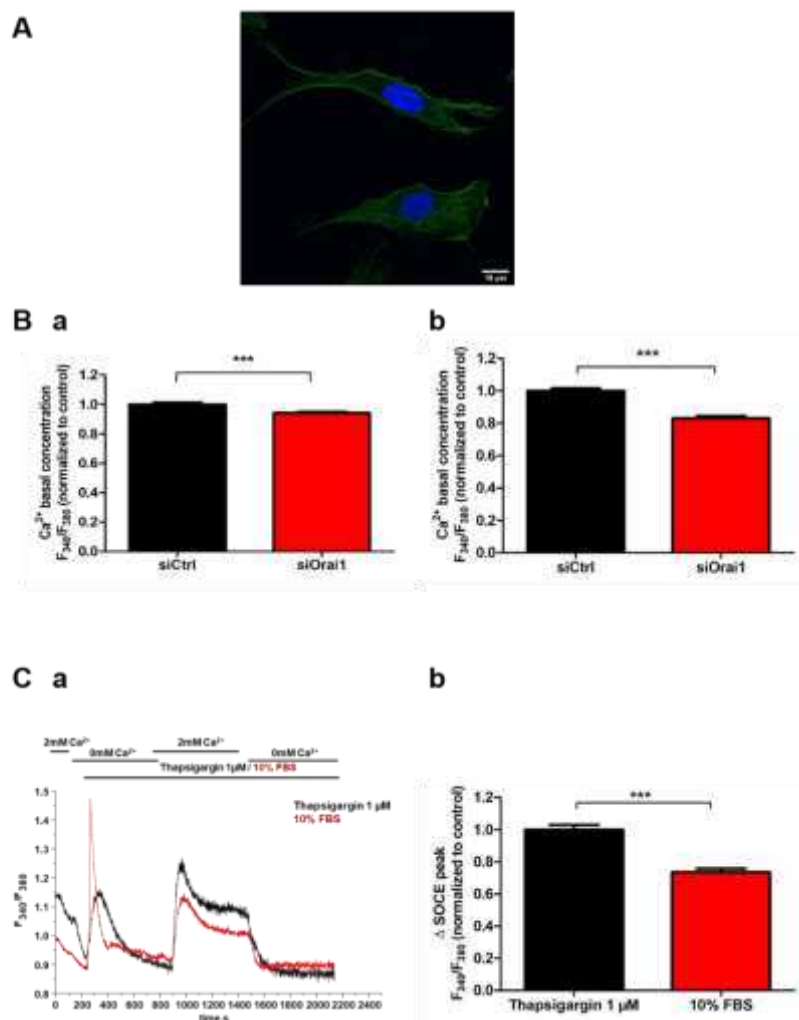 A
10 µm
B a
***
Ca²⁺ basal concentration
F₃₄₀/F₃₈₀ (normalized to control)
1.2
1.0
0.8
0.6
0.4
0.2
0.0
siCtrl
siOrai1
b
***
Ca²⁺ basal concentration
F₃₄₀/F₃₈₀ (normalized to control)
1.2
1.0
0.8
0.6
0.4
0.2
0.0
siCtrl
siOrai1
C a
2mM Ca²⁺
0mM Ca²⁺
2mM Ca²⁺
0mM Ca²⁺
Thapsigargin 1µM / 10% FBS
Thapsigargin 1 µM
10% FBS
F₃₄₀/F₃₈₀
1.5
1.4
1.3
1.2
1.1
1.0
0.9
0.8
0 200 400 600 800 1000 1200 1400 1600 1800 2000 2200 2400
time s
b
***
Δ SOCE peak
F₃₄₀/F₃₈₀ (normalized to control)
1.2
1.0
0.8
0.6
0.4
0.2
0.0
Thapsigargin 1 µM
10% FBS